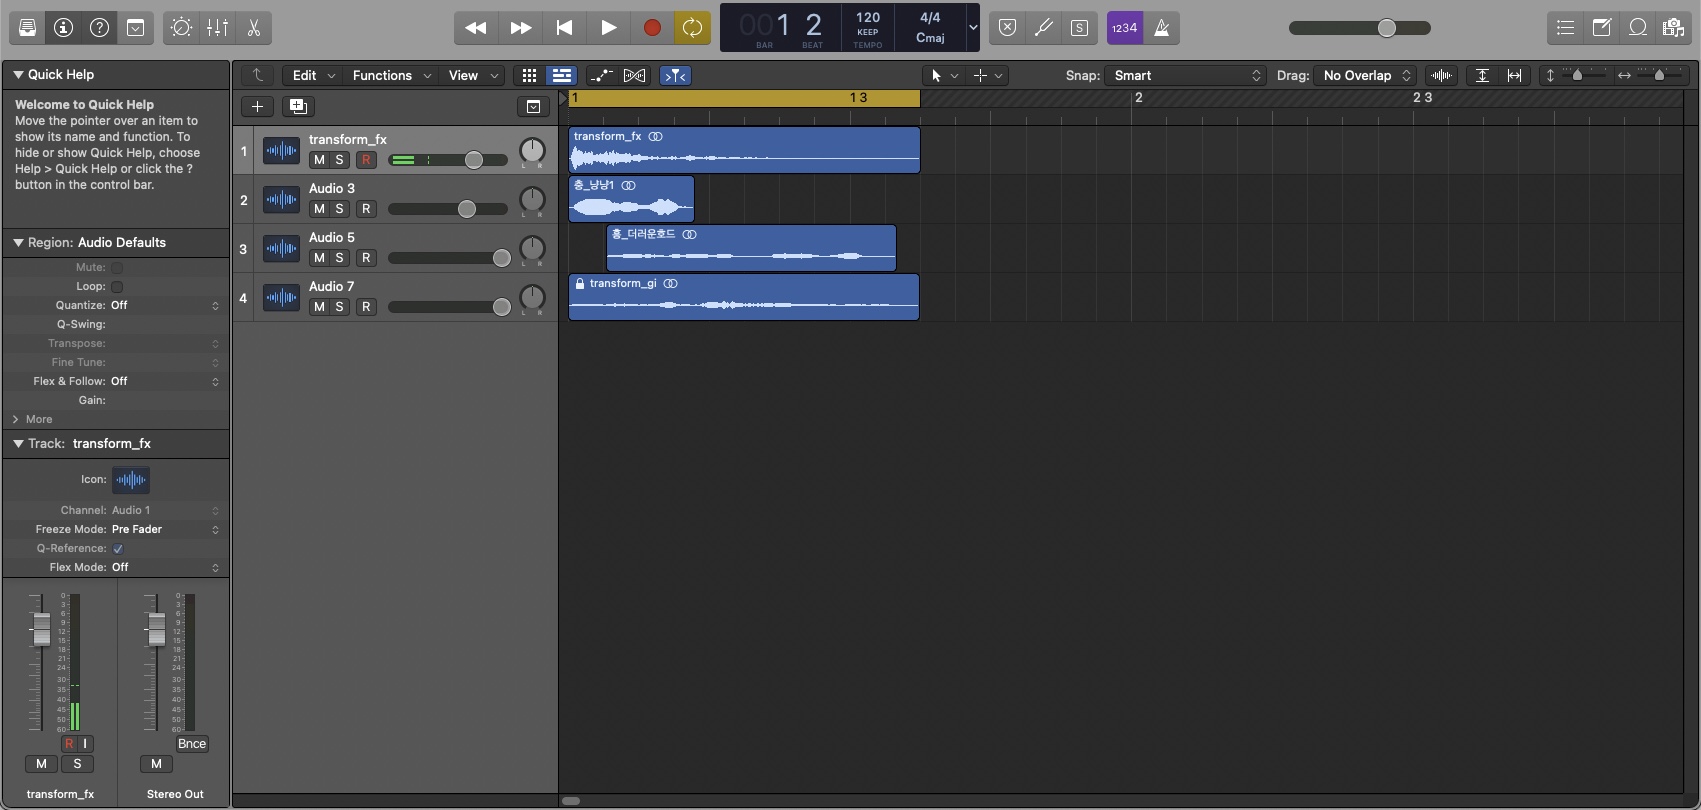 001 2
BAR BEAT
120
KEEP
TEMPO
4/4
Cmaj
S
1234
Quick Help
Welcome to Quick Help
Move the pointer over an item to
show its name and function. To
hide or show Quick Help, choose
Help > Quick Help or click the ?
button in the control bar.
Region: Audio Defaults
Mute:
Loop:
Quantize: Off
Q-Swing:
Transpose:
Fine Tune:
Flex & Follow: Off
Gain:
More
Track: transform_fx
Icon:
Channel: Audio 1
Freeze Mode: Pre Fader
Q-Reference:
Flex Mode: Off
0 0
3 3
6 6
9 9
12 12
15 15
18 18
21 21
24 24
30 30
35 35
40 40
45 45
50 50
60 60
R I Bnce
M S M
transform_fx Stereo Out
Edit Functions View
Snap: Smart Drag: No Overlap
1 1 3 2 2 3
1 transform_fx
M S R L R
2 Audio 3
M S R L R
3 Audio 5
M S R L R
4 Audio 7
M S R L R
transform_fx
충_냥냥1
흉_더러운호드
transform_gi